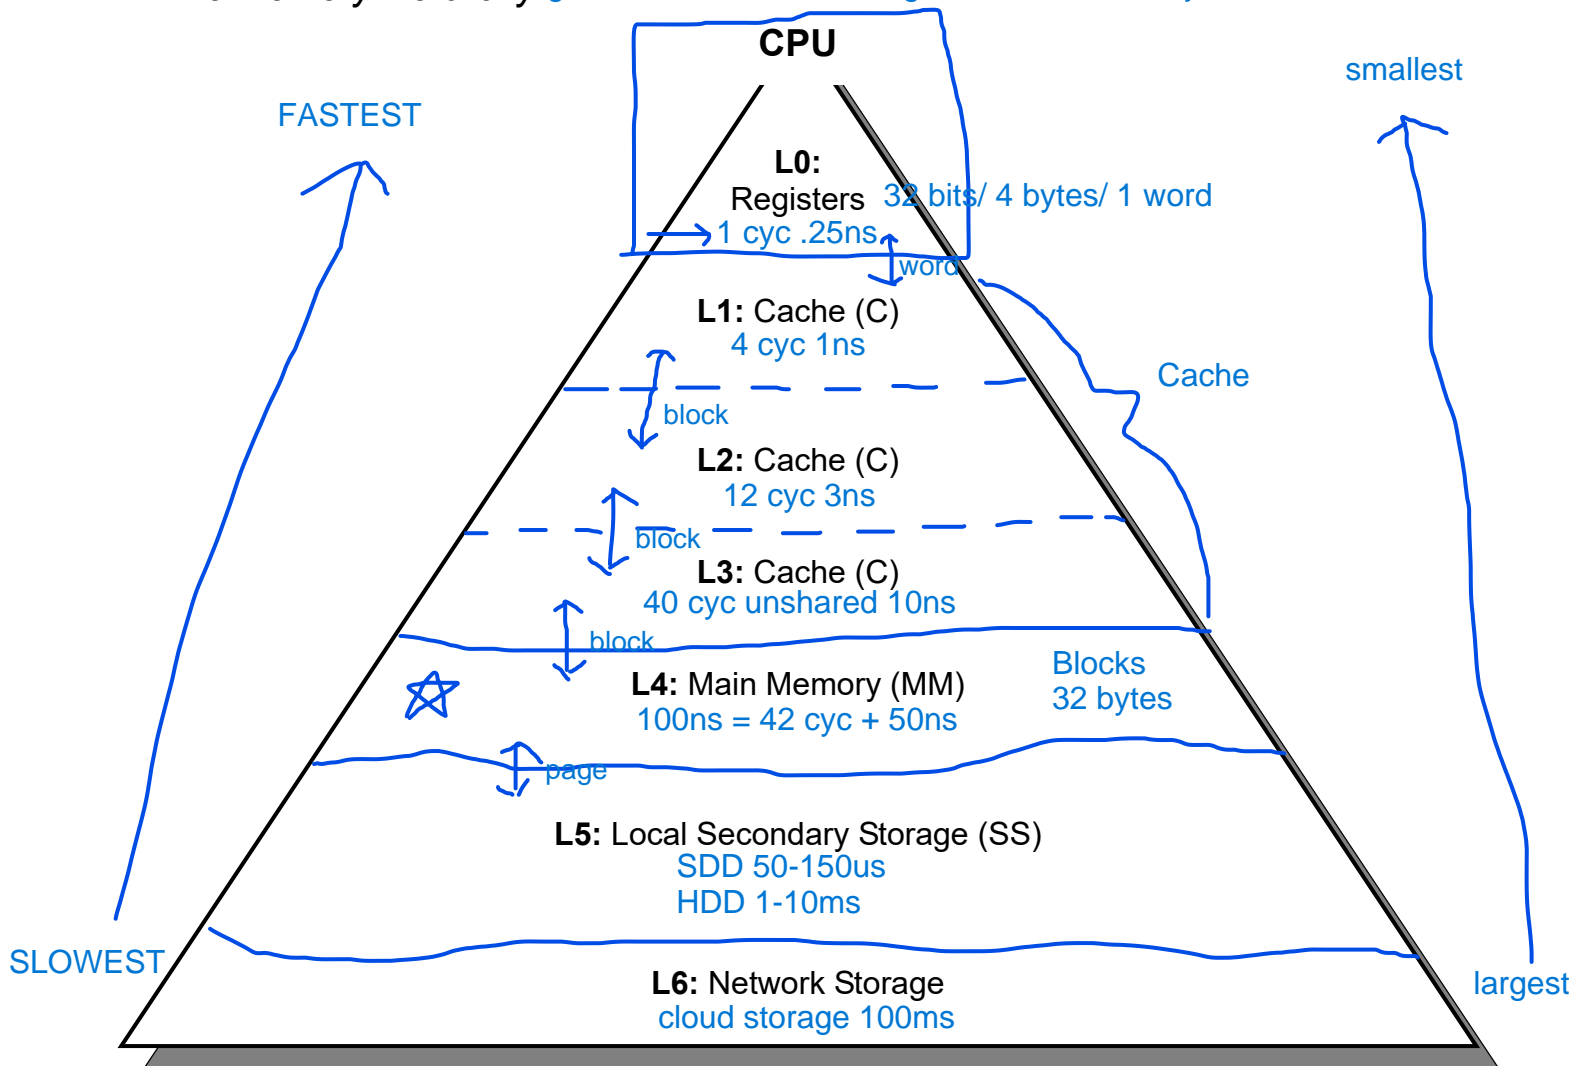 CPU
smallest
FASTEST
L0:
Registers 32 bits/ 4 bytes/ 1 word
1 cyc .25ns
word
L1: Cache (C)
4 cyc 1ns
Cache
block
L2: Cache (C)
12 cyc 3ns
block
L3: Cache (C)
40 cyc unshared 10ns
block
Blocks
32 bytes
L4: Main Memory (MM)
100ns = 42 cyc + 50ns
page
L5: Local Secondary Storage (SS)
SDD 50-150us
HDD 1-10ms
SLOWEST
largest
L6: Network Storage
cloud storage 100ms